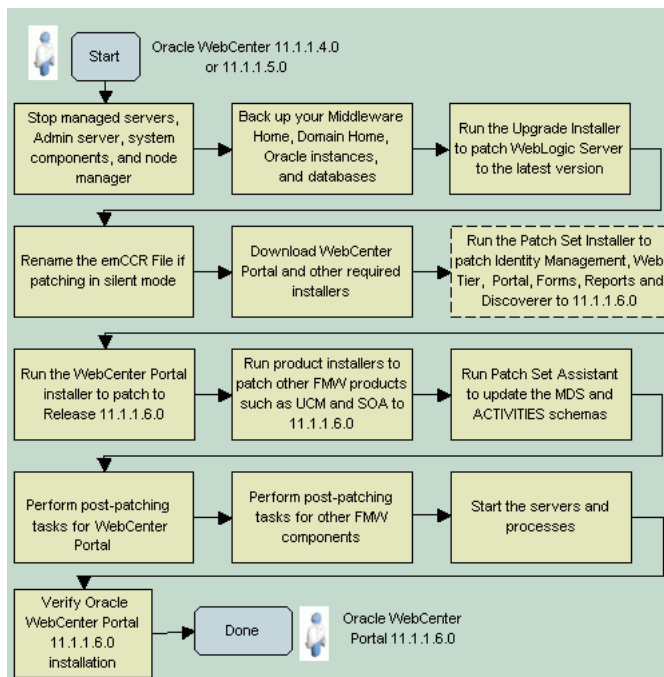 Start
Oracle WebCenter 11.1.1.4.0
or 11.1.1.5.0
Stop managed servers,
Admin server, system
components, and node
manager
Back up your Middleware
Home, Domain Home,
Oracle instances,
and databases
Run the Upgrade Installer
to patch WebLogic Server
to the latest version
Rename the emCCR File if
patching in silent mode
Download WebCenter
Portal and other required
installers
Run the Patch Set Installer to
patch Identity Management, Web
Tier, Portal, Forms, Reports and
Discoverer to 11.1.1.6.0
Run the WebCenter Portal
installer to patch to
Release 11.1.1.6.0
Run product installers to
patch other FMW products
such as UCM and SOA to
11.1.1.6.0
Run Patch Set Assistant
to update the MDS and
ACTIVITIES schemas
Perform post-patching
tasks for WebCenter
Portal
Perform post-patching
tasks for other FMW
components
Start the servers and
processes
Verify Oracle
WebCenter Portal
11.1.1.6.0
installation
Done
Oracle WebCenter
Portal 11.1.1.6.0